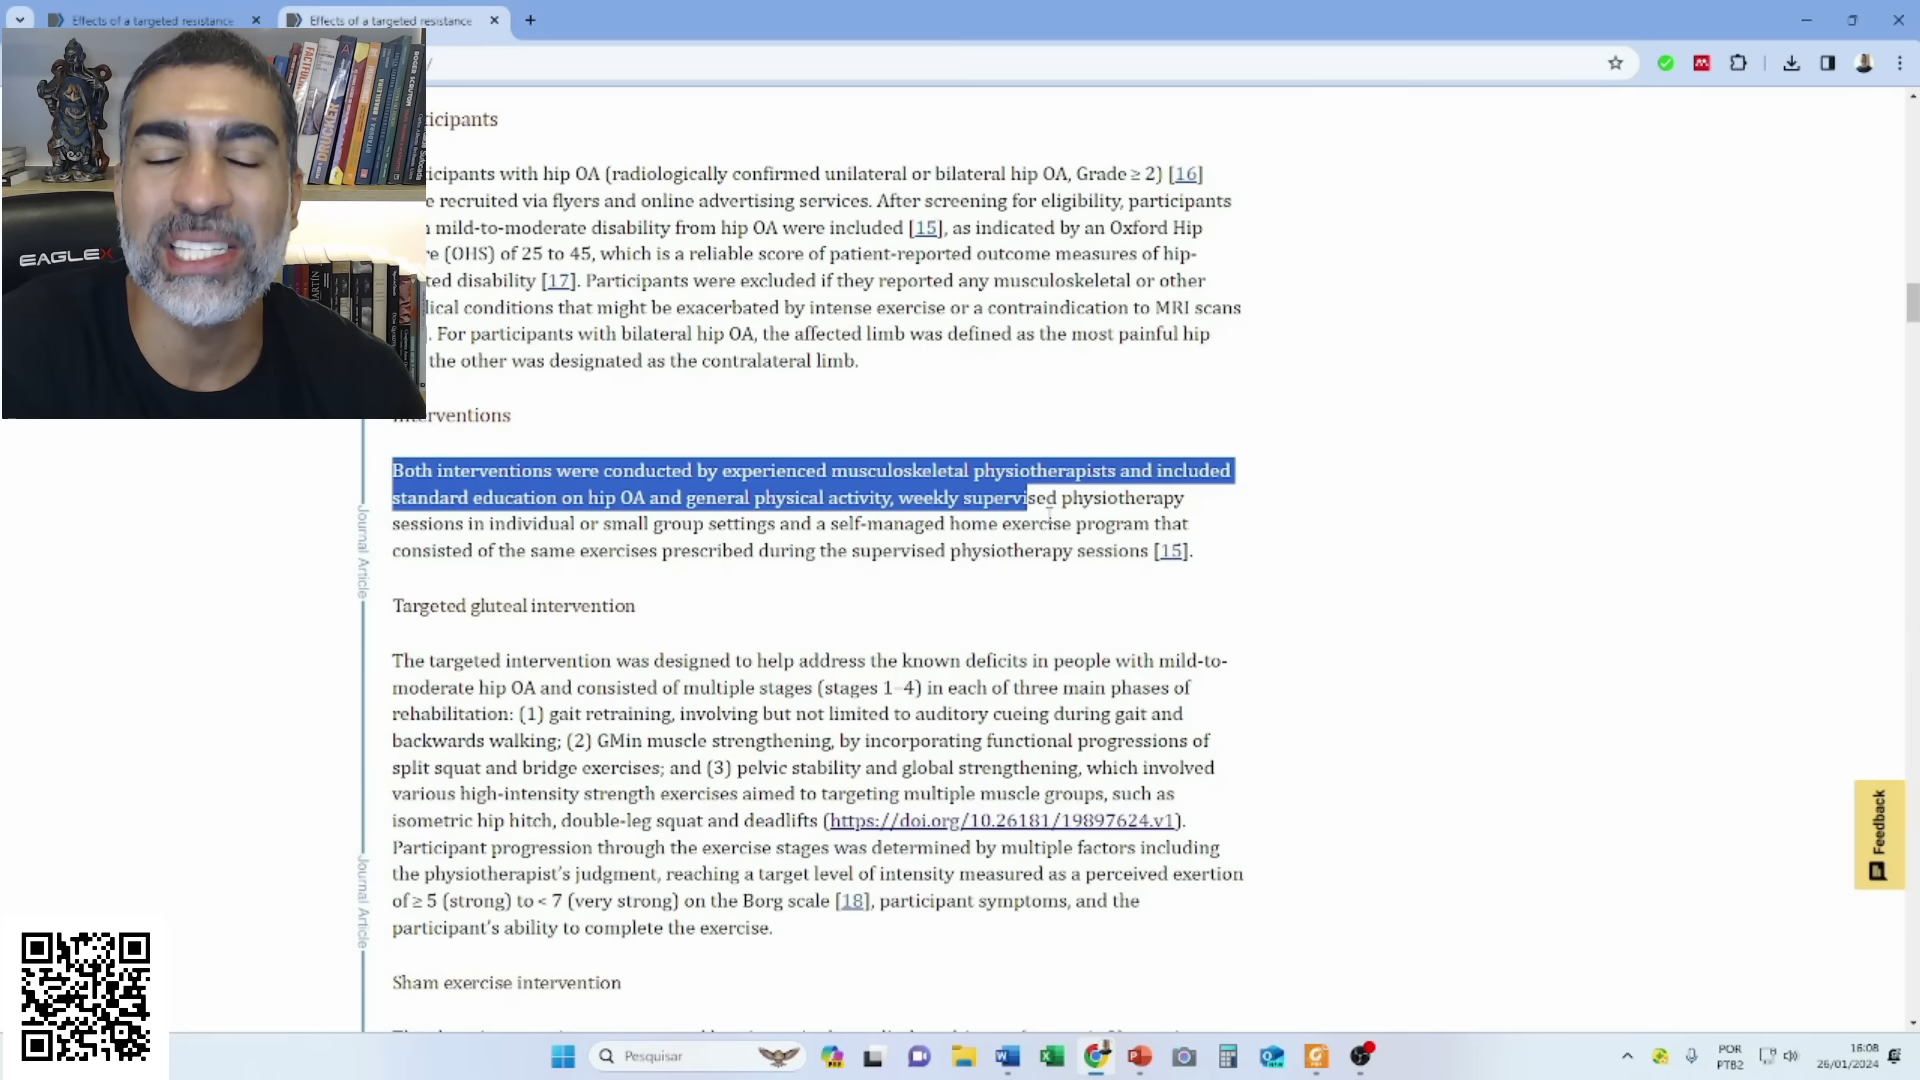 Effects of a targeted resistance
Effects of a targeted resistance
icipants
icipants with hip OA (radiologically confirmed unilateral or bilateral hip OA, Grade ≥ 2) [16]
e recruited via flyers and online advertising services. After screening for eligibility, participants
mild-to-moderate disability from hip OA were included [15], as indicated by an Oxford Hip
re (OHS) of 25 to 45, which is a reliable score of patient-reported outcome measures of hip-
ted disability [17]. Participants were excluded if they reported any musculoskeletal or other
lical conditions that might be exacerbated by intense exercise or a contraindication to MRI scans
. For participants with bilateral hip OA, the affected limb was defined as the most painful hip
the other was designated as the contralateral limb.
EAGLEX
DRUCKER
MARTIN
Interventions
Both interventions were conducted by experienced musculoskeletal physiotherapists and included
standard education on hip OA and general physical activity, weekly supervised physiotherapy
sessions in individual or small group settings and a self-managed home exercise program that
consisted of the same exercises prescribed during the supervised physiotherapy sessions [15].
Journal Article
Targeted gluteal intervention
The targeted intervention was designed to help address the known deficits in people with mild-to-
moderate hip OA and consisted of multiple stages (stages 1–4) in each of three main phases of
rehabilitation: (1) gait retraining, involving but not limited to auditory cueing during gait and
backwards walking; (2) GMin muscle strengthening, by incorporating functional progressions of
split squat and bridge exercises; and (3) pelvic stability and global strengthening, which involved
various high-intensity strength exercises aimed to targeting multiple muscle groups, such as
isometric hip hitch, double-leg squat and deadlifts (https://doi.org/10.26181/19897624.v1).
Participant progression through the exercise stages was determined by multiple factors including
the physiotherapist's judgment, reaching a target level of intensity measured as a perceived exertion
of ≥ 5 (strong) to < 7 (very strong) on the Borg scale [18], participant symptoms, and the
participant's ability to complete the exercise.
Journal Article
Feedback
Sham exercise intervention
Pesquisar
POR
PTB2
16:08
26/01/2024